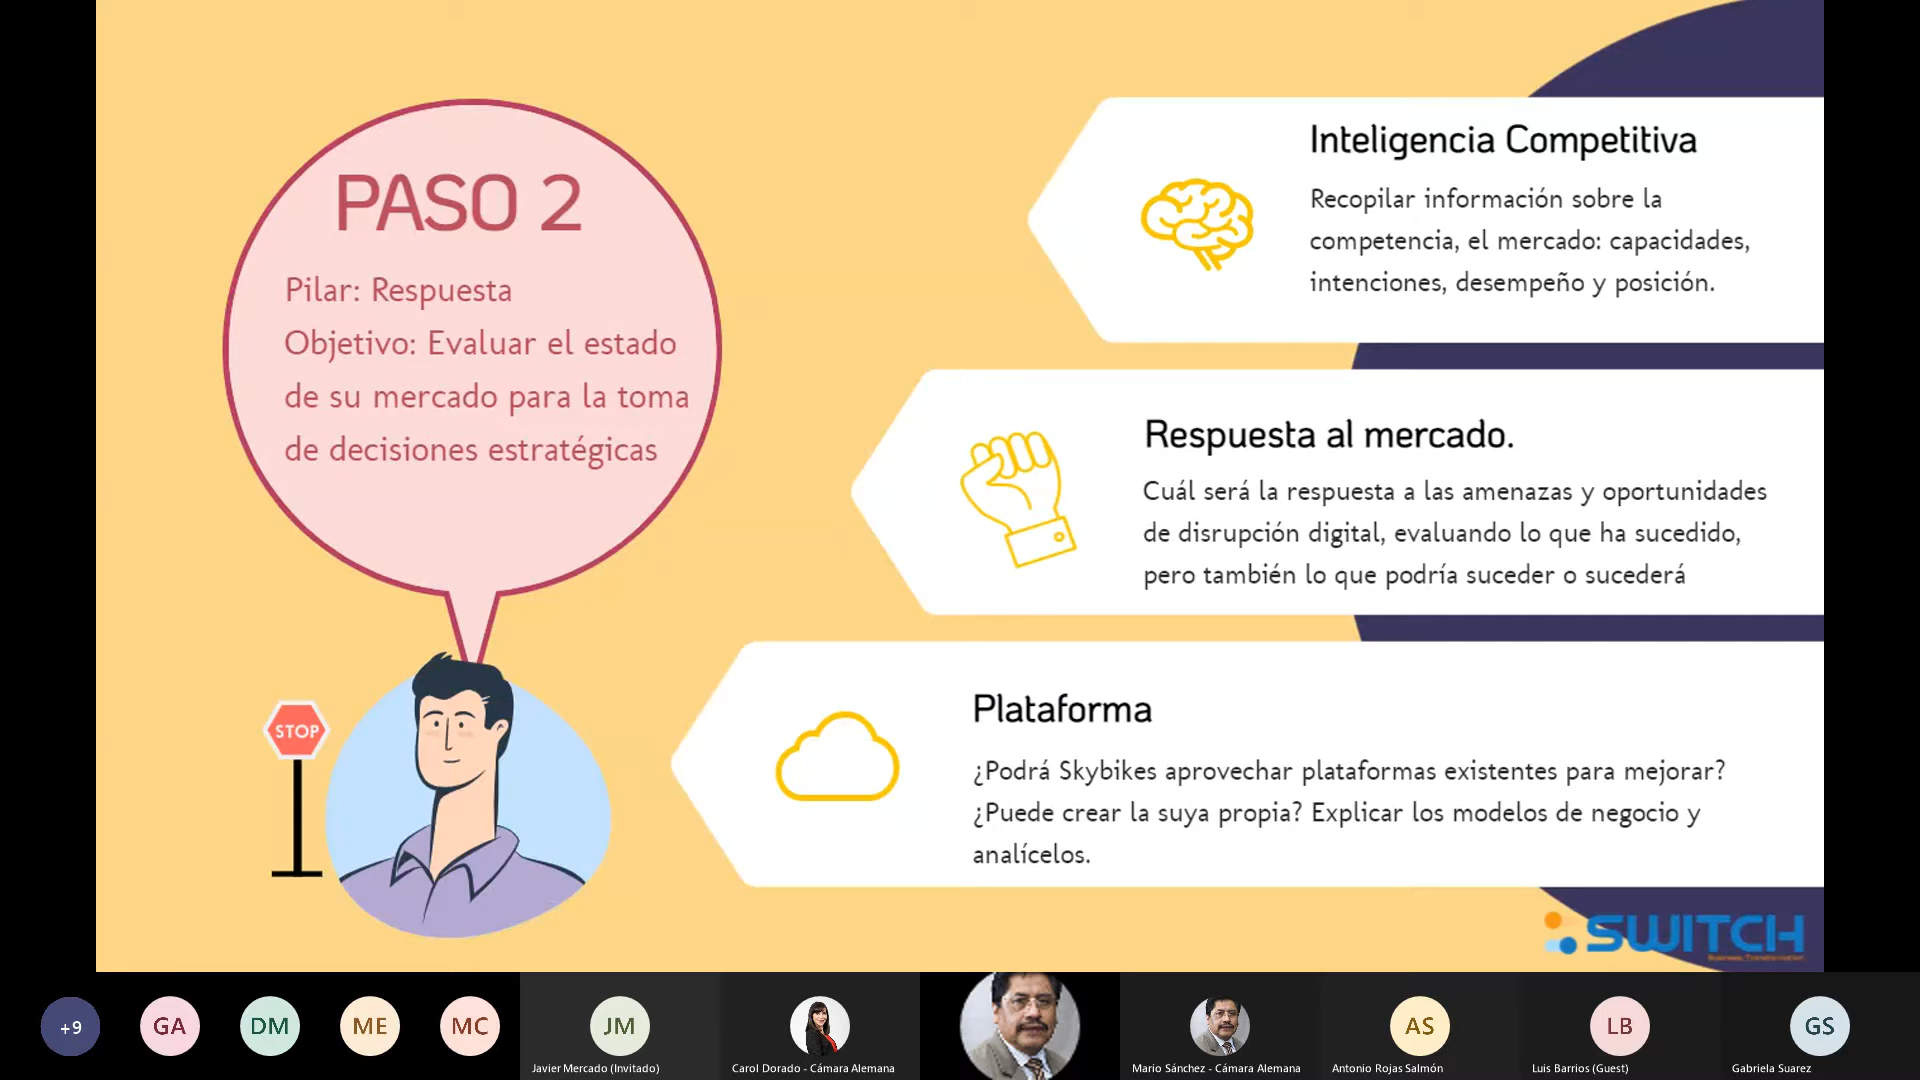 PASO 2
Pilar: Respuesta
Objetivo: Evaluar el estado
de su mercado para la toma
de decisiones estratégicas
STOP
Inteligencia Competitiva
Recopilar información sobre la
competencia, el mercado: capacidades,
intenciones, desempeño y posición.
Respuesta al mercado.
Cuál será la respuesta a las amenazas y oportunidades
de disrupción digital, evaluando lo que ha sucedido,
pero también lo que podría suceder o sucederá
Plataforma
¿Podrá Skybikes aprovechar plataformas existentes para mejorar?
¿Puede crear la suya propia? Explicar los modelos de negocio y
analícelos.
SWITCH
Business Transformation
+9
GA
DM
ME
MC
JM
Javier Mercado (Invitado)
Carol Dorado - Cámara Alemana
Mario Sánchez - Cámara Alemana
AS
Antonio Rojas Salmón
LB
Luis Barrios (Guest)
GS
Gabriela Suarez